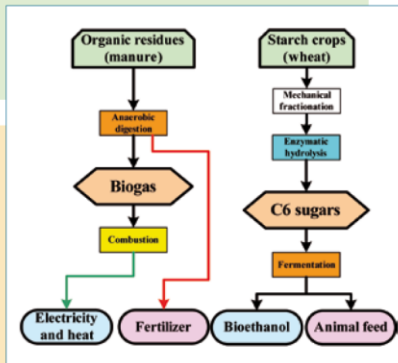 Organic residues
(manure)
Starch crops
(wheat)
Mechanical
fractionation
Anaerobic
digestion
Enzymatic
hydrolysis
Biogas
C6 sugars
Combustion
Fermentation
Electricity
and heat
Fertilizer
Bioethanol
Animal feed